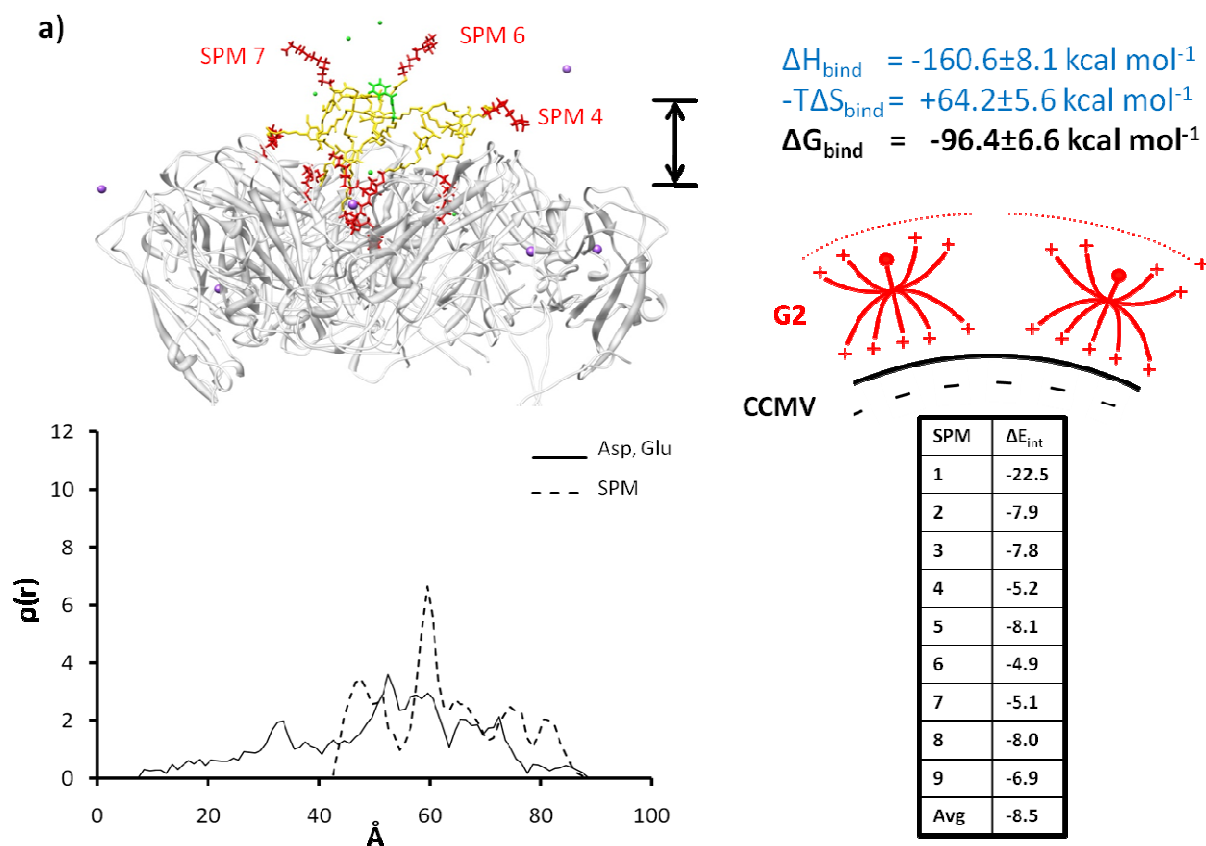 a)
SPM 7
SPM 6
SPM 4
ΔHbind = -160.6±8.1 kcal mol-1
-TΔSbind = +64.2±5.6 kcal mol-1
ΔGbind = -96.4±6.6 kcal mol-1
G2
CCMV
12
10
8
6
4
2
0
ρ(r)
Asp, Glu
SPM
0 20 40 60 80 100
Å
SPM ΔEint
1 -22.5
2 -7.9
3 -7.8
4 -5.2
5 -8.1
6 -4.9
7 -5.1
8 -8.0
9 -6.9
Avg -8.5